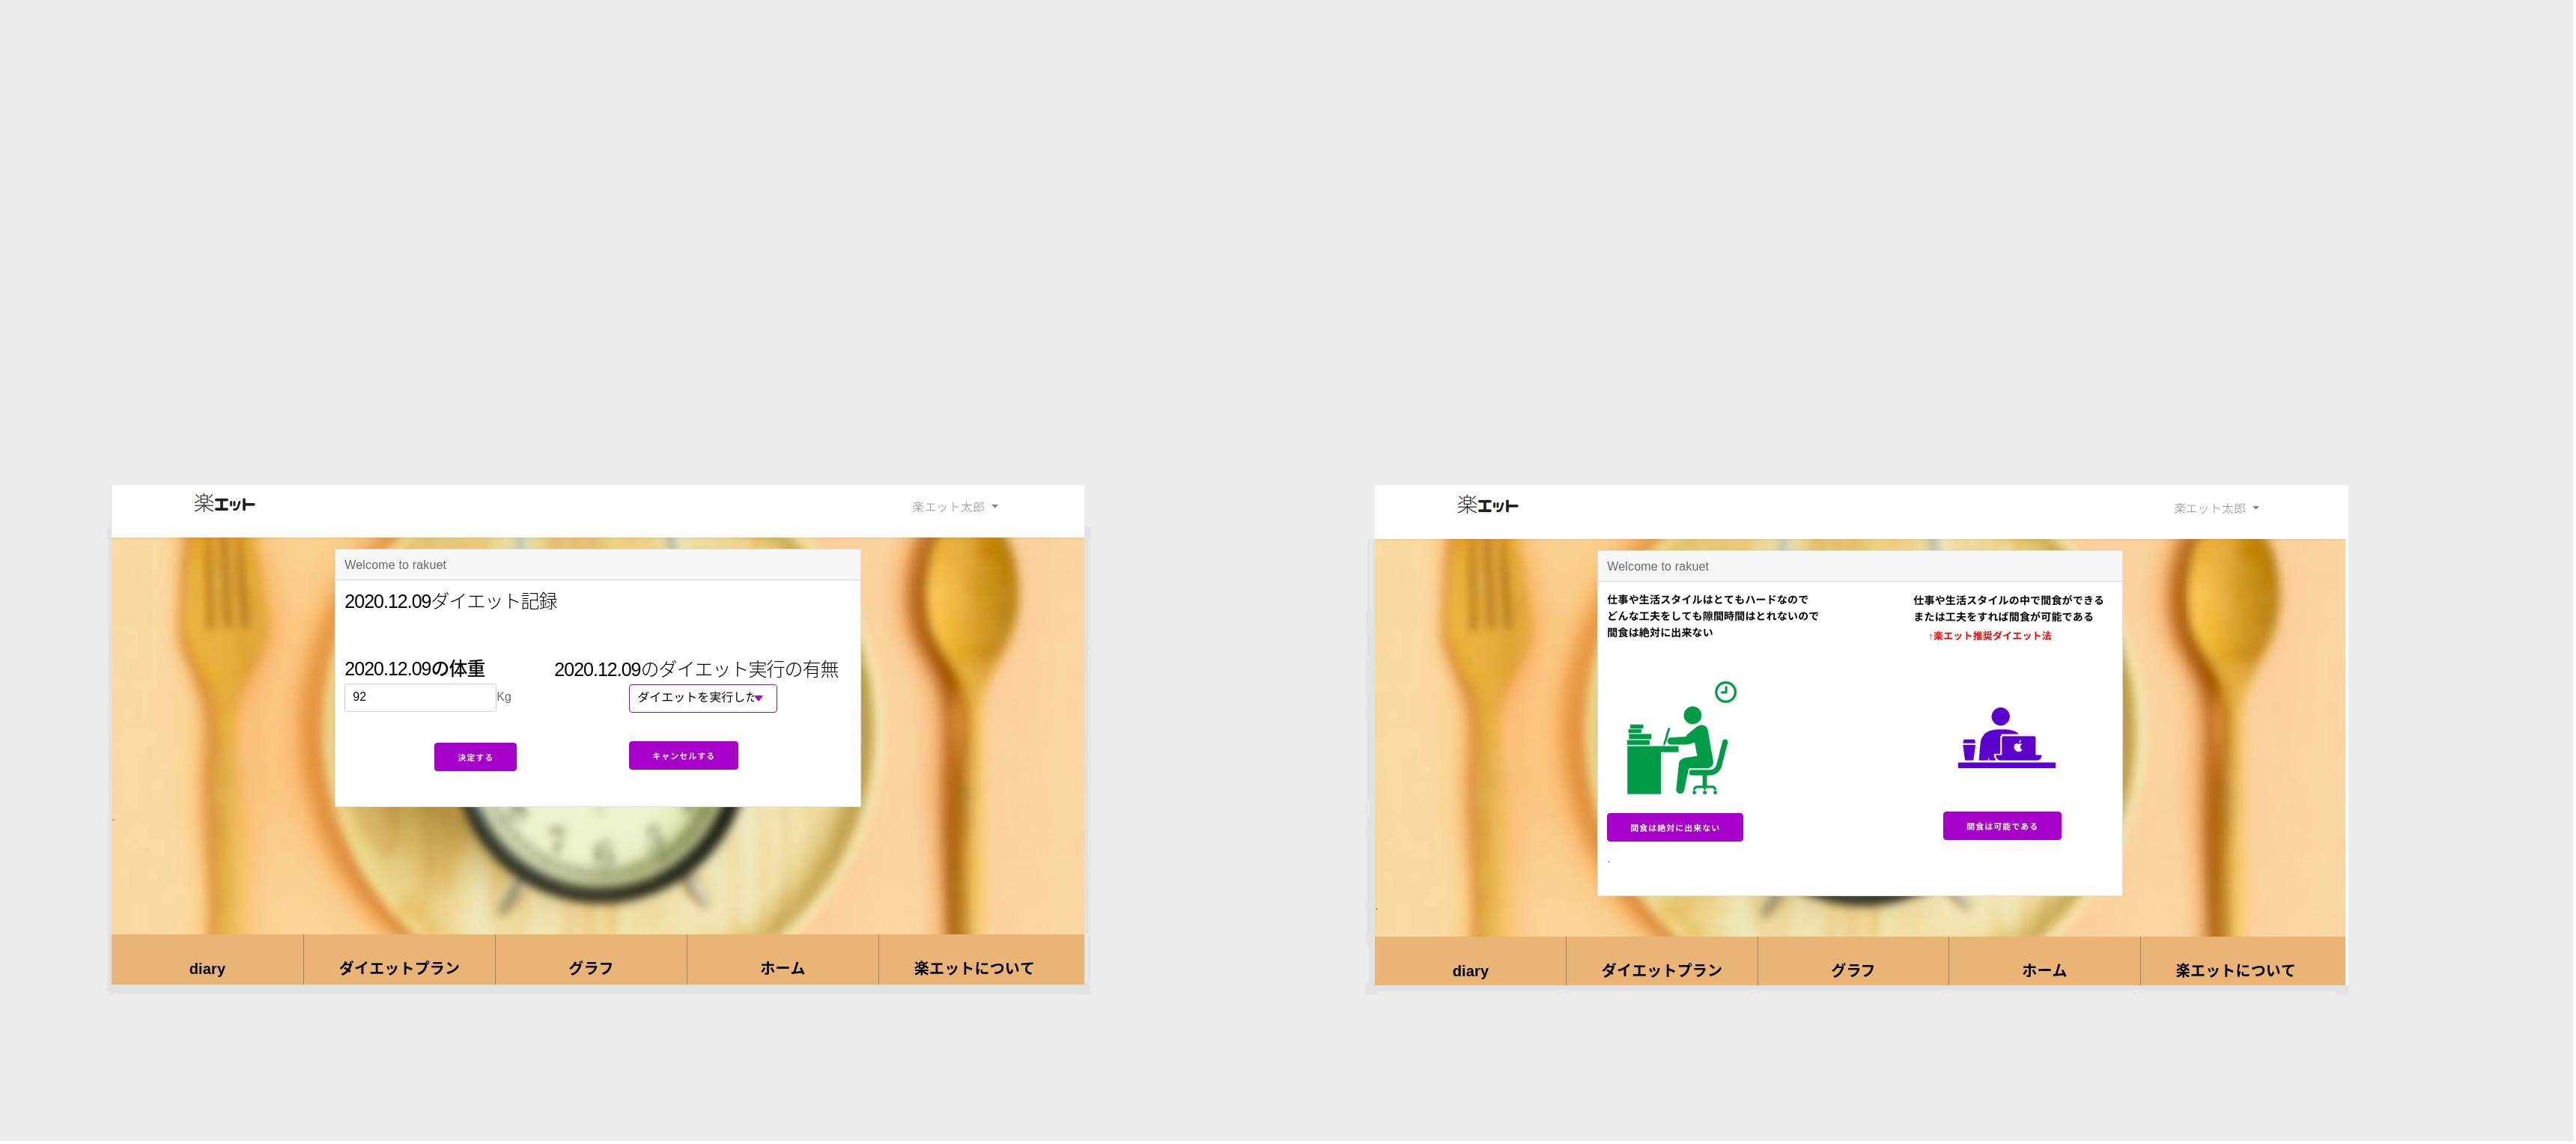 楽エット
楽エット太郎
Welcome to rakuet
2020.12.09ダイエット記録
2020.12.09の体重
2020.12.09のダイエット実行の有無
92
Kg
ダイエットを実行した
決定する
キャンセルする
7 6 5
diary
ダイエットプラン
グラフ
ホーム
楽エットについて
楽エット
楽エット太郎
Welcome to rakuet
仕事や生活スタイルはとてもハードなので
どんな工夫をしても隙間時間はとれないので
間食は絶対に出来ない
仕事や生活スタイルの中で間食ができる
または工夫をすれば間食が可能である
↑楽エット推奨ダイエット法
間食は絶対に出来ない
間食は可能である
diary
ダイエットプラン
グラフ
ホーム
楽エットについて